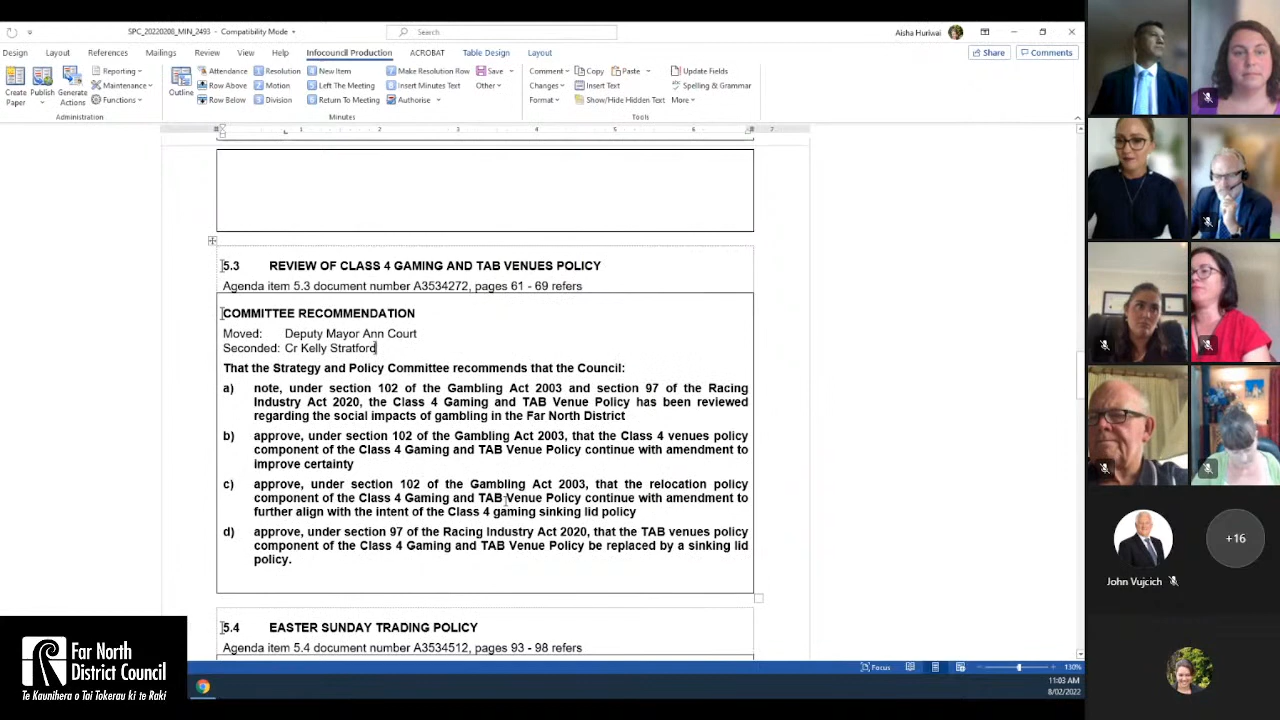 SPC_20220208_MIN_2493 - Compatibility Mode
Search
Aisha Huriwai
Design Layout References Mailings Review View Help Infocouncil Production ACROBAT Table Design Layout
Share Comments
Create Paper
Publish
Generate Actions
Reporting
Maintenance
Functions
Administration
Outline
Attendance
Row Above
Row Below
Resolution
Motion
Division
New Item
Left The Meeting
Return To Meeting
Make Resolution Row
Insert Minutes Text
Authorise
Save
Other
Minutes
Comment
Changes
Format
Copy Paste
Insert Text
Show/Hide Hidden Text
Update Fields
Spelling & Grammar
More
Tools
1 2 3 4 5 6 7
5.3 REVIEW OF CLASS 4 GAMING AND TAB VENUES POLICY
Agenda item 5.3 document number A3534272, pages 61 - 69 refers
COMMITTEE RECOMMENDATION
Moved: Deputy Mayor Ann Court
Seconded: Cr Kelly Stratford
That the Strategy and Policy Committee recommends that the Council:
a) note, under section 102 of the Gambling Act 2003 and section 97 of the Racing
Industry Act 2020, the Class 4 Gaming and TAB Venue Policy has been reviewed
regarding the social impacts of gambling in the Far North District
b) approve, under section 102 of the Gambling Act 2003, that the Class 4 venues policy
component of the Class 4 Gaming and TAB Venue Policy continue with amendment to
improve certainty
c) approve, under section 102 of the Gambling Act 2003, that the relocation policy
component of the Class 4 Gaming and TAB Venue Policy continue with amendment to
further align with the intent of the Class 4 gaming sinking lid policy
d) approve, under section 97 of the Racing Industry Act 2020, that the TAB venues policy
component of the Class 4 Gaming and TAB Venue Policy be replaced by a sinking lid
policy.
5.4 EASTER SUNDAY TRADING POLICY
Agenda item 5.4 document number A3534512, pages 93 - 98 refers
Focus
130%
11:03 AM
8/02/2022
+16
John Vujcich
Far North
District Council
Te Kaunihera o Tai Tokerau ki te Raki